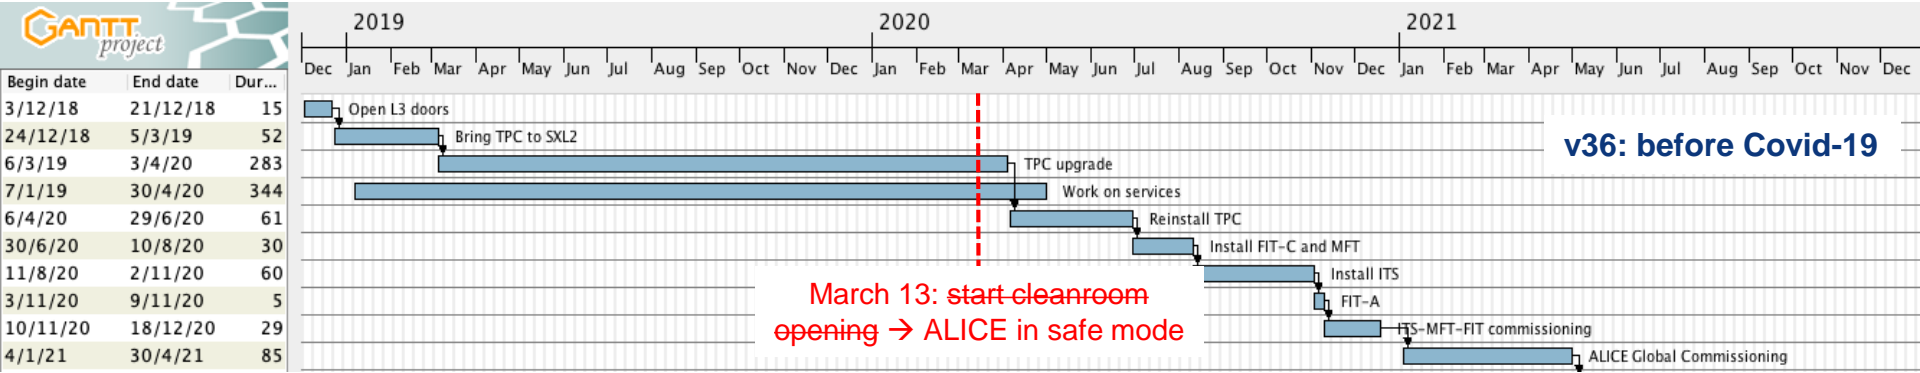 GANTT
project
2019 2020 2021
Dec Jan Feb Mar Apr May Jun Jul Aug Sep Oct Nov Dec Jan Feb Mar Apr May Jun Jul Aug Sep Oct Nov Dec Jan Feb Mar Apr May Jun Jul Aug Sep Oct Nov Dec
Begin date End date Dur...
3/12/18 21/12/18 15 Open L3 doors
24/12/18 5/3/19 52 Bring TPC to SXL2
v36: before Covid-19
6/3/19 3/4/20 283 TPC upgrade
7/1/19 30/4/20 344 Work on services
6/4/20 29/6/20 61 Reinstall TPC
30/6/20 10/8/20 30 Install FIT-C and MFT
11/8/20 2/11/20 60 Install ITS
3/11/20 9/11/20 5 FIT-A
March 13: start cleanroom
opening → ALICE in safe mode
10/11/20 18/12/20 29 ITS-MFT-FIT commissioning
4/1/21 30/4/21 85 ALICE Global Commissioning